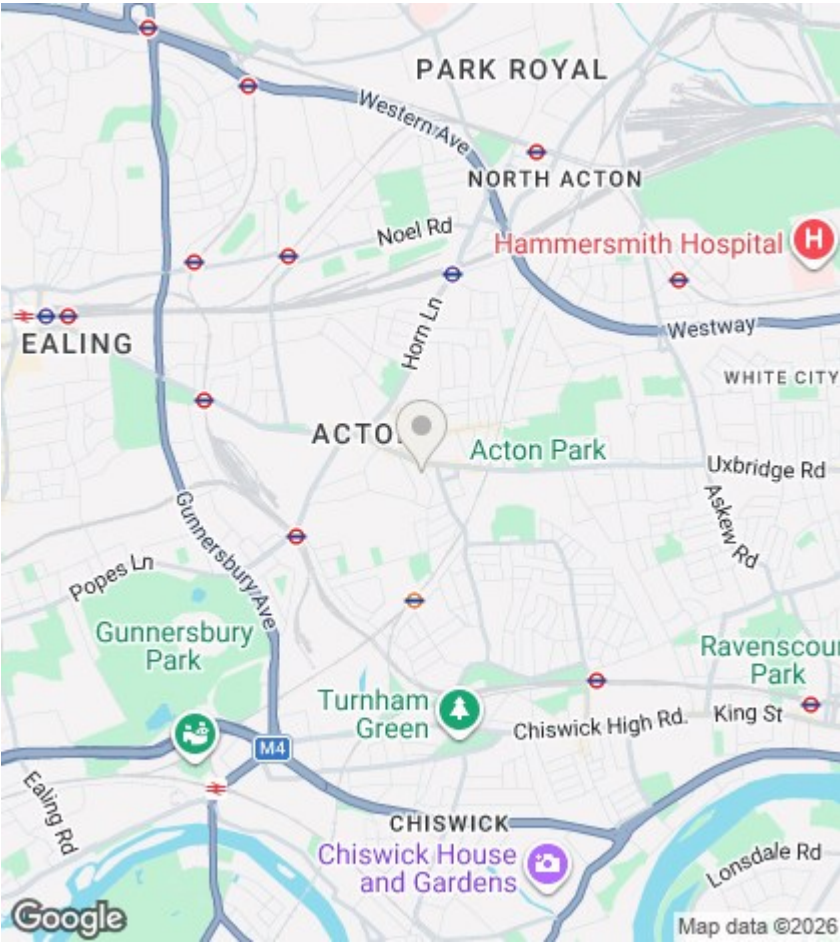 PARK ROYAL
Western Ave
NORTH ACTON
Noel Rd
Hammersmith Hospital
H
Horn Ln
EALING
Westway
WHITE CITY
ACTO
Acton Park
Uxbridge Rd
Askew Rd
Gunnersbury Ave
Popes Ln
Gunnersbury
Park
Ravenscour
Park
Turnham
Green
Chiswick High Rd.
King St
M4
Ealing Rd
CHISWICK
Chiswick House
and Gardens
Lonsdale Rd
Google
Map data ©2026